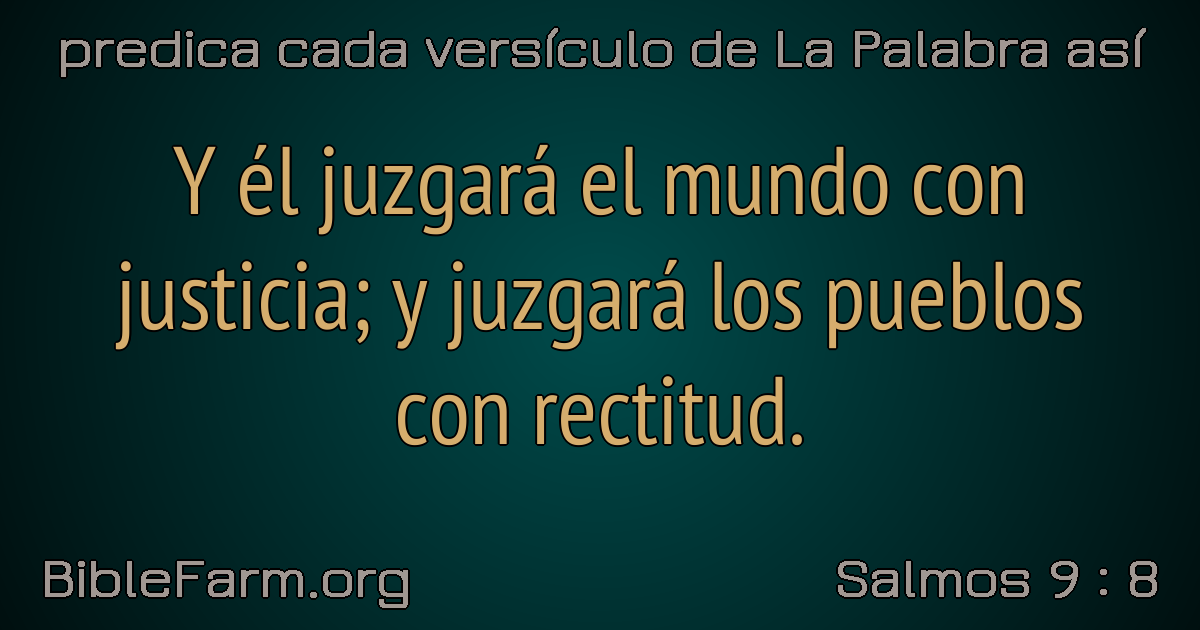 predica cada versículo de La Palabra así
Y él juzgará el mundo con
justicia; y juzgará los pueblos
con rectitud.
BibleFarm.org
Salmos 9 : 8